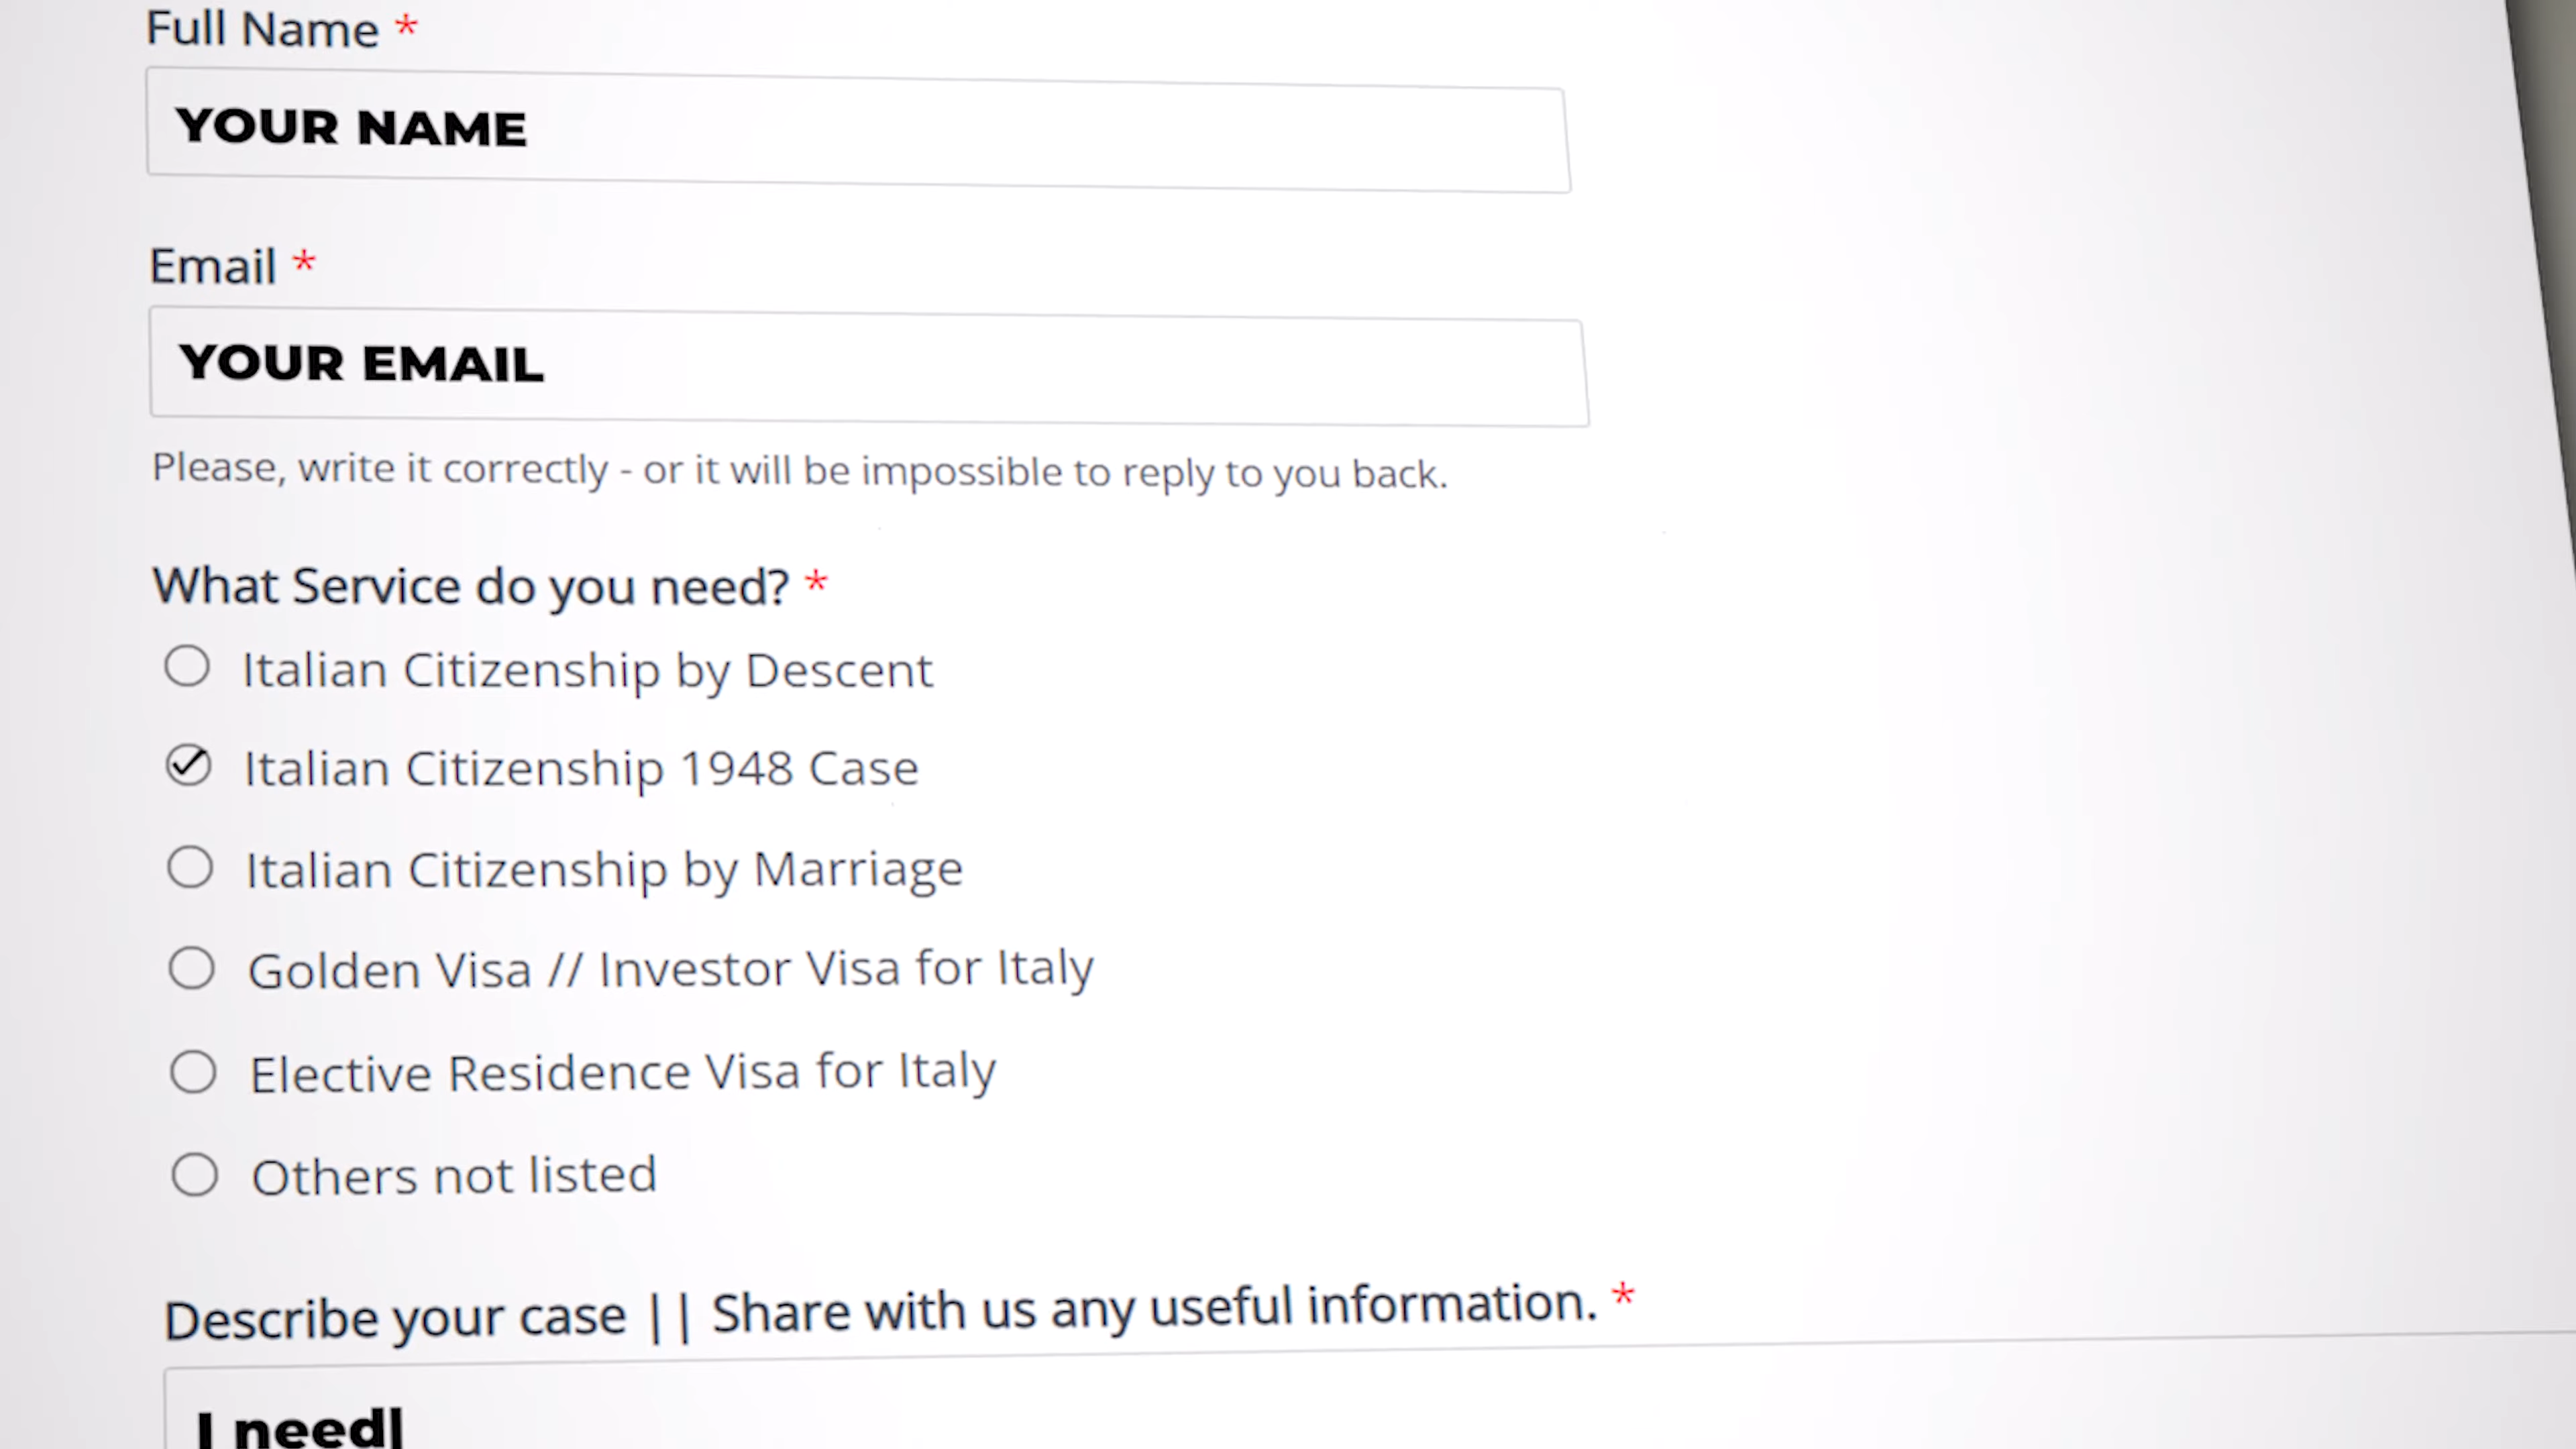 Full Name *
YOUR NAME
Email *
YOUR EMAIL
Please, write it correctly - or it will be impossible to reply to you back.
What Service do you need? *
Italian Citizenship by Descent
Italian Citizenship 1948 Case
Italian Citizenship by Marriage
Golden Visa // Investor Visa for Italy
Elective Residence Visa for Italy
Others not listed
Describe your case || Share with us any useful information. *
I need